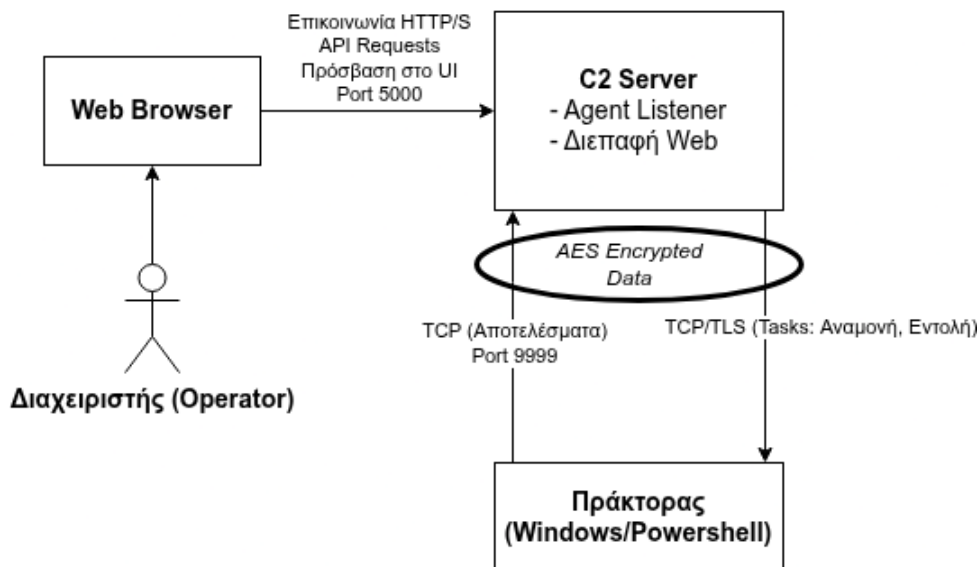 Επικοινωνία HTTP/S
API Requests
Πρόσβαση στο UI
Port 5000
Web Browser
C2 Server
- Agent Listener
- Διεπαφή Web
AES Encrypted
Data
TCP (Αποτελέσματα)
Port 9999
TCP/TLS (Tasks: Αναμονή, Εντολή)
Διαχειριστής (Operator)
Πράκτορας
(Windows/Powershell)